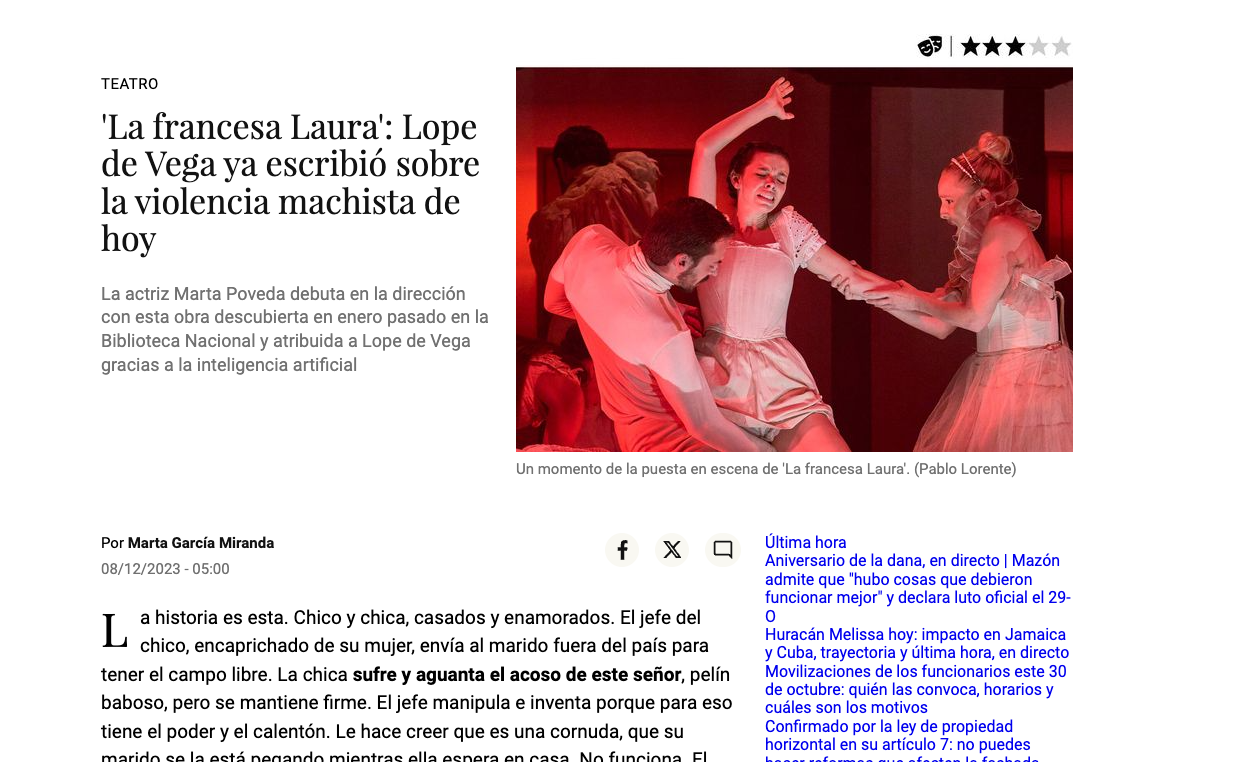 TEATRO
'La francesa Laura': Lope
de Vega ya escribió sobre
la violencia machista de
hoy
La actriz Marta Poveda debuta en la dirección
con esta obra descubierta en enero pasado en la
Biblioteca Nacional y atribuida a Lope de Vega
gracias a la inteligencia artificial
Un momento de la puesta en escena de 'La francesa Laura'. (Pablo Lorente)
Por Marta García Miranda
08/12/2023 - 05:00
La historia es esta. Chico y chica, casados y enamorados. El jefe del
chico, encaprichado de su mujer, envía al marido fuera del país para
tener el campo libre. La chica sufre y aguanta el acoso de este señor, pelín
baboso, pero se mantiene firme. El jefe manipula e inventa porque para eso
tiene el poder y el calentón. Le hace creer que es una cornuda, que su
marido se la está pegando mientras ella espera en casa. No funciona. El
Última hora
Aniversario de la dana, en directo | Mazón
admite que "hubo cosas que debieron
funcionar mejor" y declara luto oficial el 29-
O
Huracán Melissa hoy: impacto en Jamaica
y Cuba, trayectoria y última hora, en directo
Movilizaciones de los funcionarios este 30
de octubre: quién las convoca, horarios y
cuáles son los motivos
Confirmado por la ley de propiedad
horizontal en su artículo 7: no puedes
hacer reformas que afecten la fachada